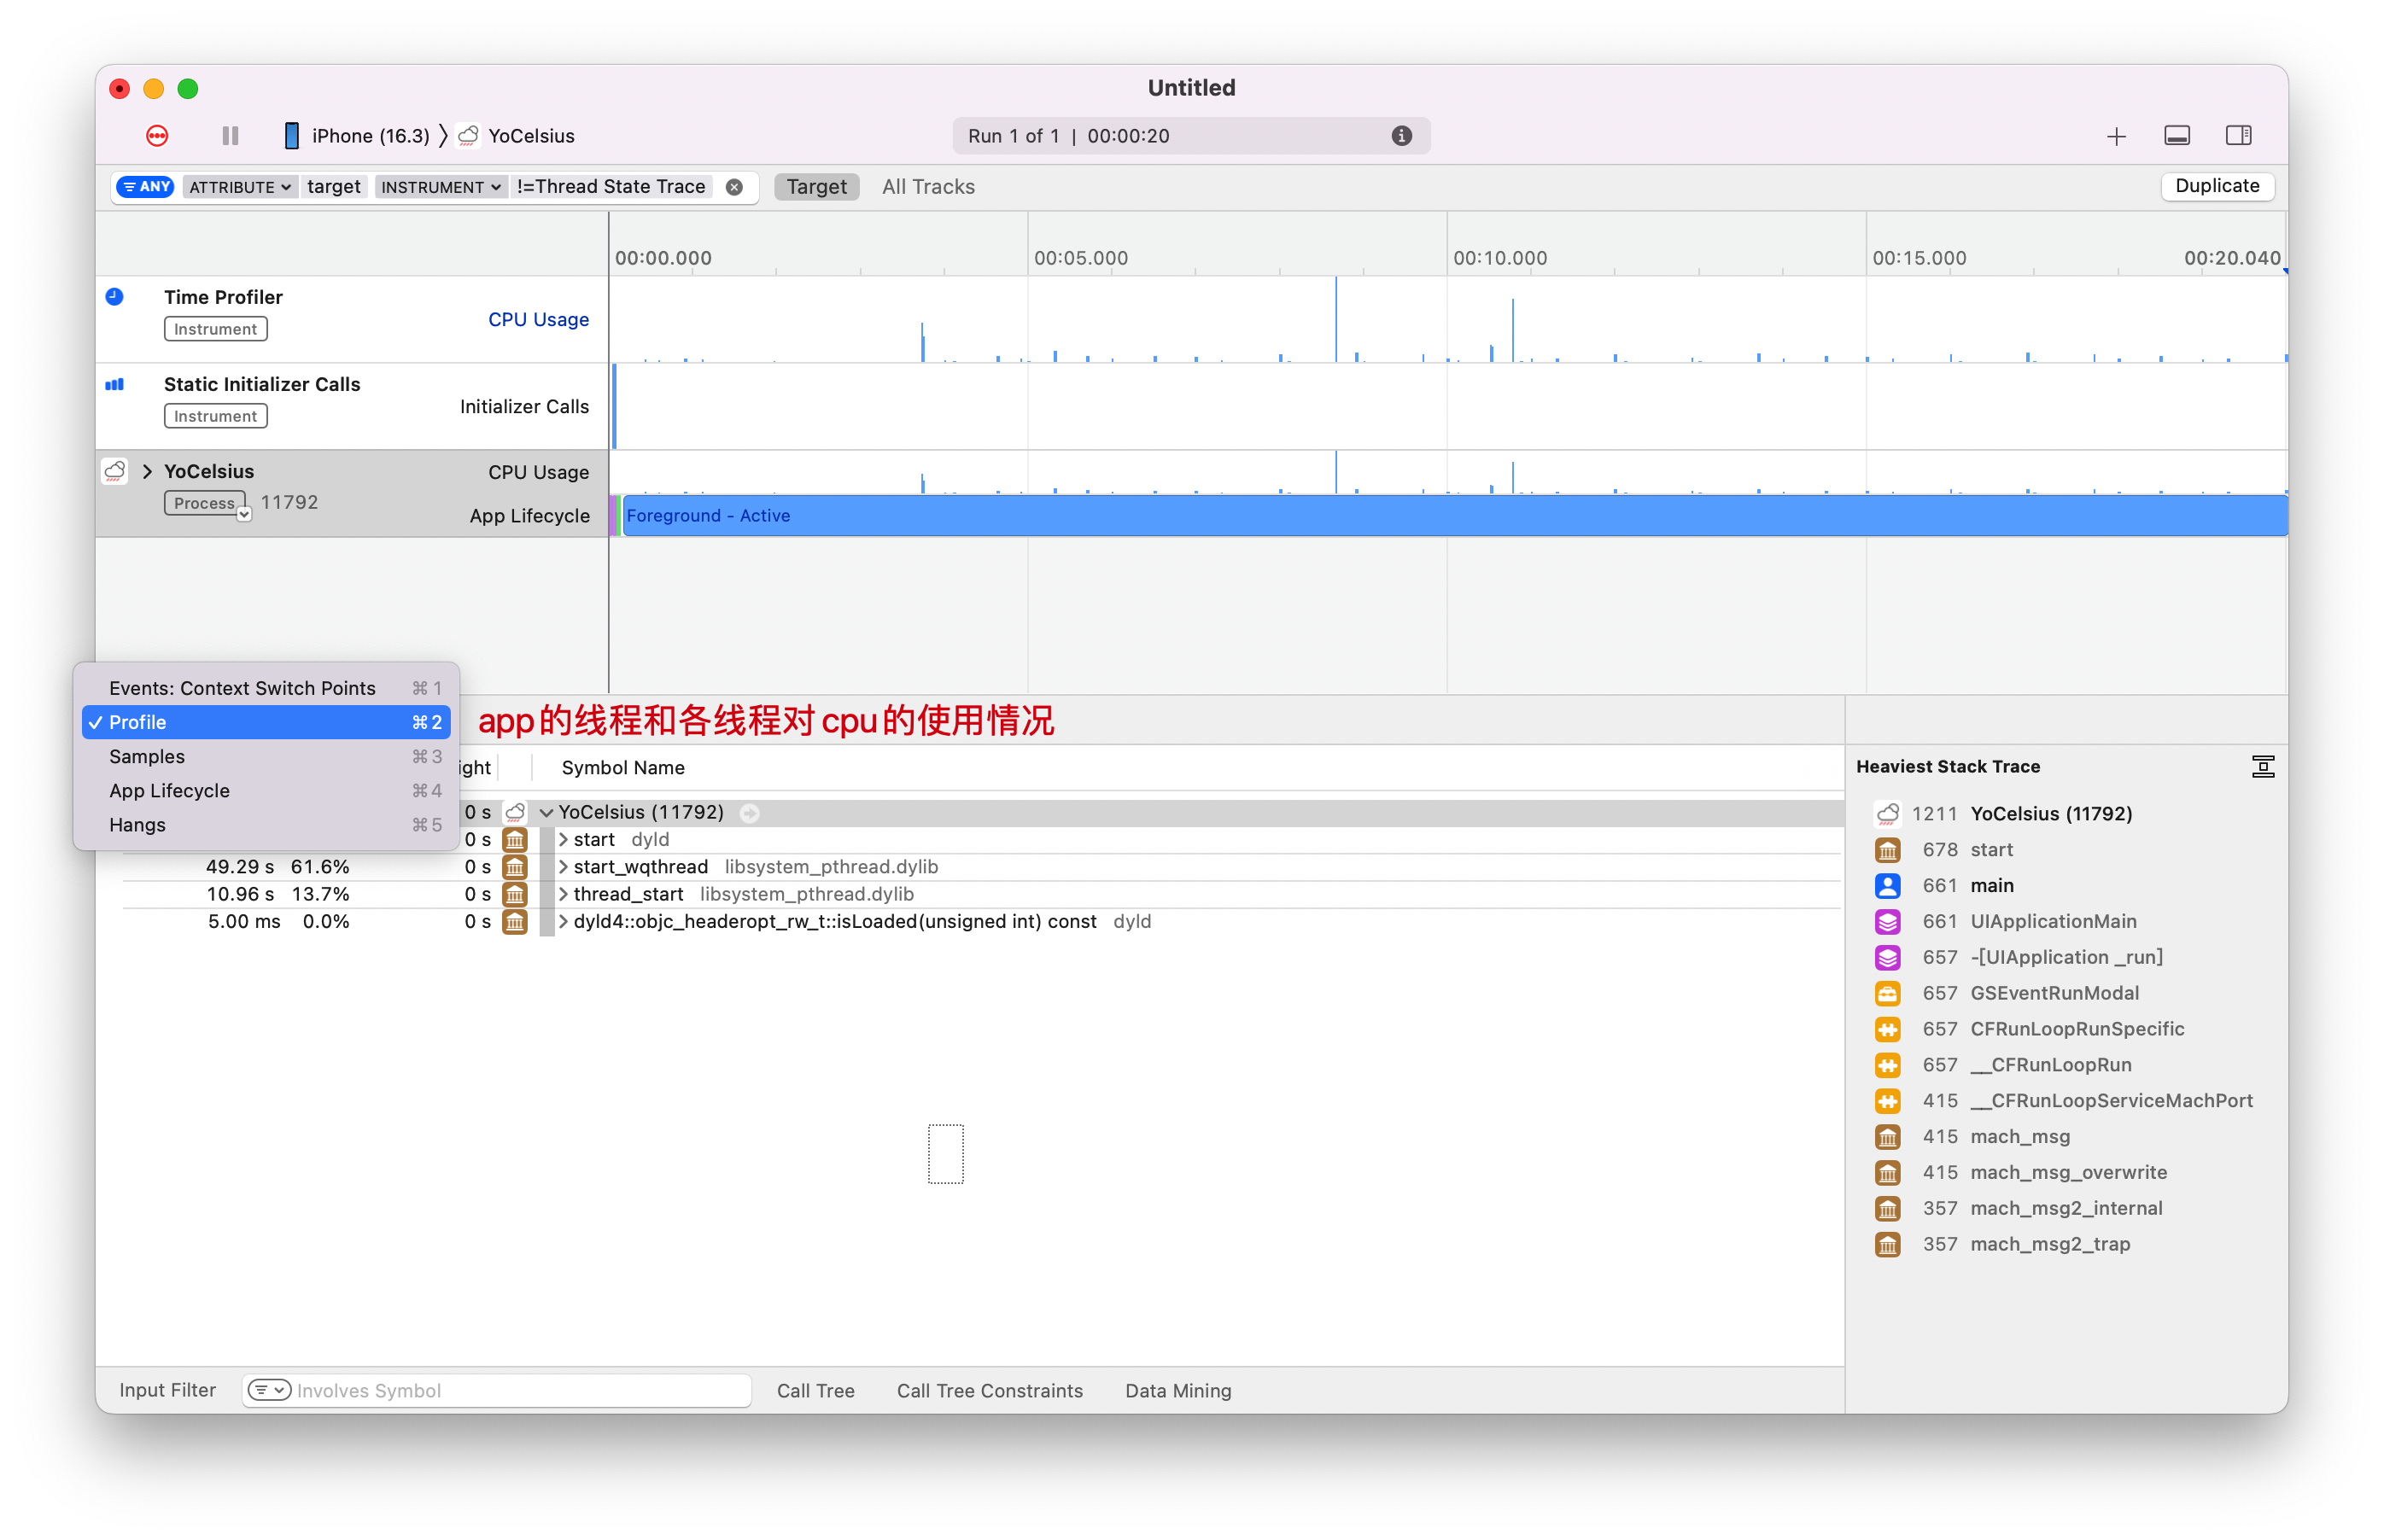 Untitled
iPhone (16.3) YoCelsius
Run 1 of 1 | 00:00:20
ANY ATTRIBUTE target INSTRUMENT !=Thread State Trace Target All Tracks Duplicate
00:00.000 00:05.000 00:10.000 00:15.000 00:20.040
Time Profiler
Instrument
CPU Usage
Static Initializer Calls
Instrument
Initializer Calls
YoCelsius
Process 11792
CPU Usage
App Lifecycle
Foreground - Active
Events: Context Switch Points ⌘1
✓ Profile ⌘2
Samples ⌘3
App Lifecycle ⌘4
Hangs ⌘5
app的线程和各线程对cpu的使用情况
ight Symbol Name
0 s YoCelsius (11792)
0 s start dyld
49.29 s 61.6% 0 s start_wqthread libsystem_pthread.dylib
10.96 s 13.7% 0 s thread_start libsystem_pthread.dylib
5.00 ms 0.0% 0 s dyld4::objc_headeropt_rw_t::isLoaded(unsigned int) const dyld
Heaviest Stack Trace
1211 YoCelsius (11792)
678 start
661 main
661 UIApplicationMain
657 -[UIApplication _run]
657 GSEventRunModal
657 CFRunLoopRunSpecific
657 __CFRunLoopRun
415 __CFRunLoopServiceMachPort
415 mach_msg
415 mach_msg_overwrite
357 mach_msg2_internal
357 mach_msg2_trap
Input Filter Involves Symbol Call Tree Call Tree Constraints Data Mining